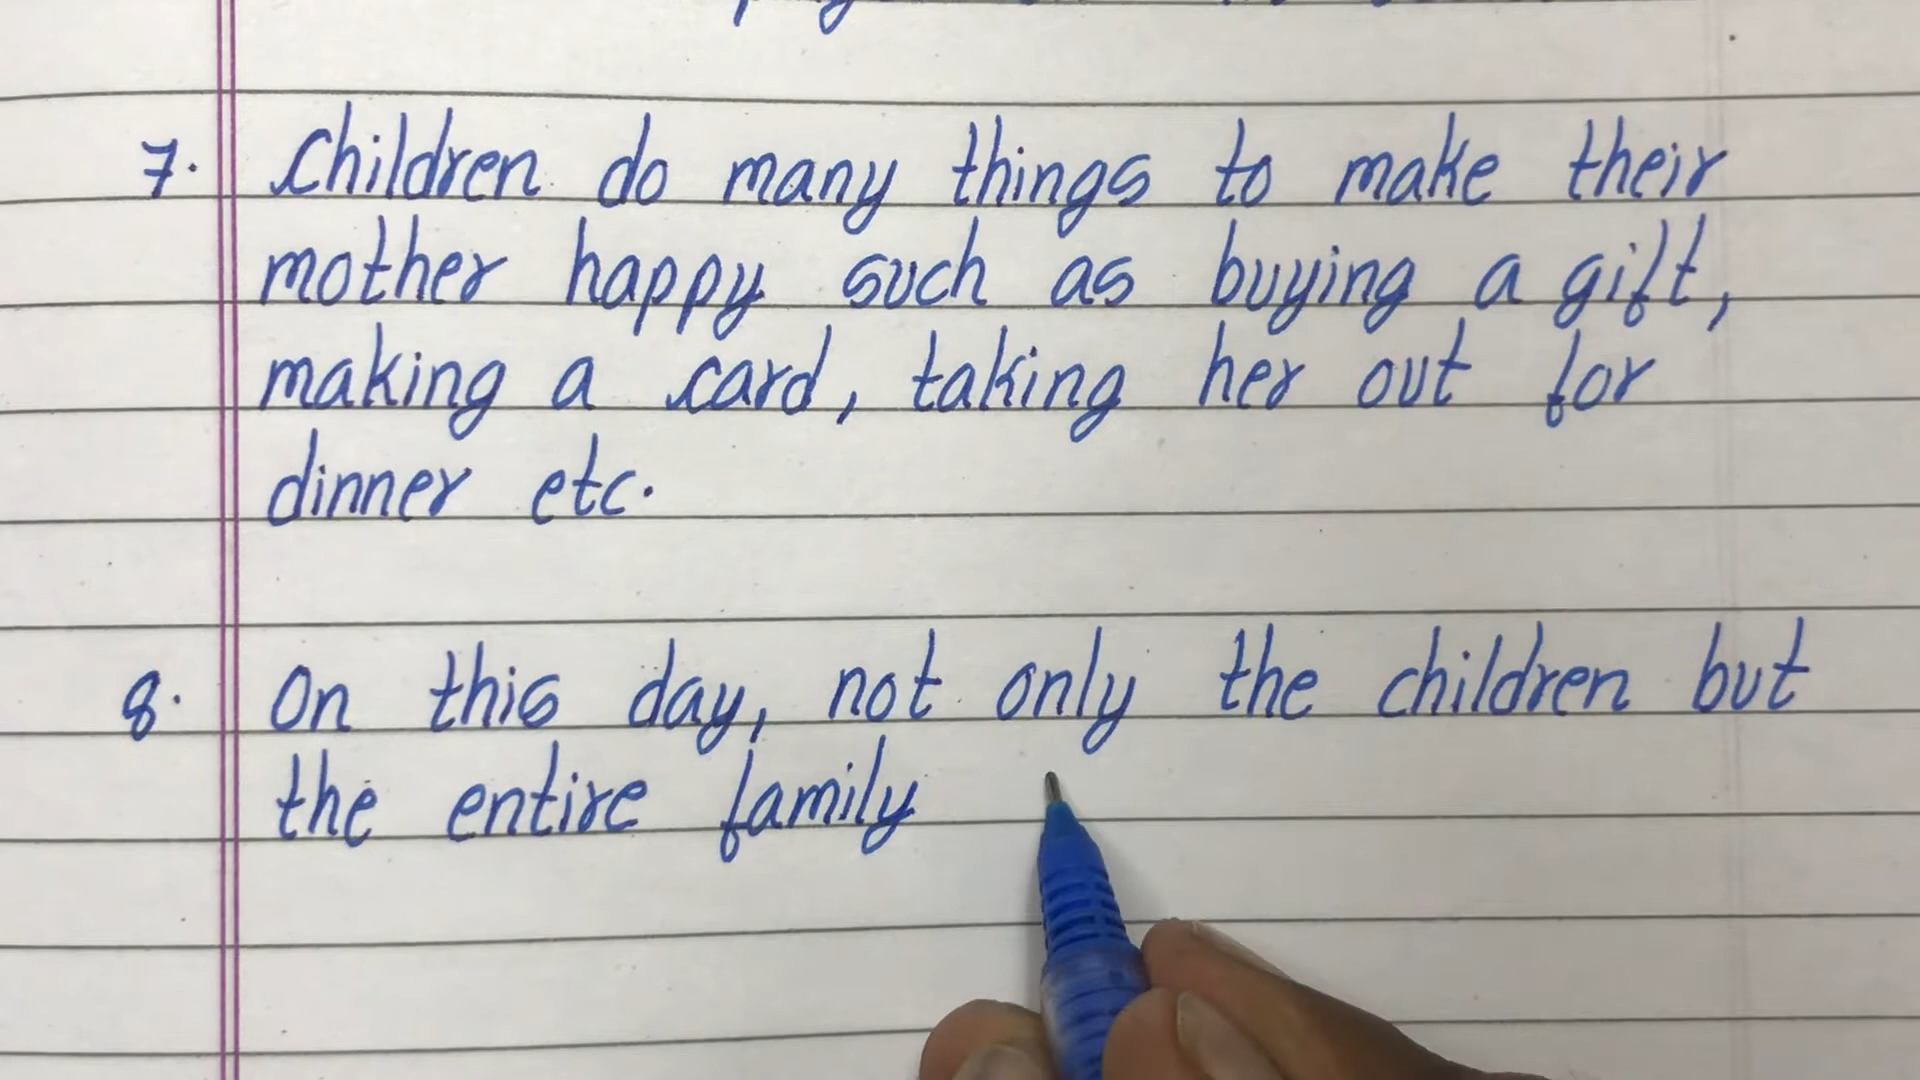 7. Children do many things to make their
mother happy such as buying a gift,
making a card, taking her out for
dinner etc.
8. On this day, not only the children but
the entire family